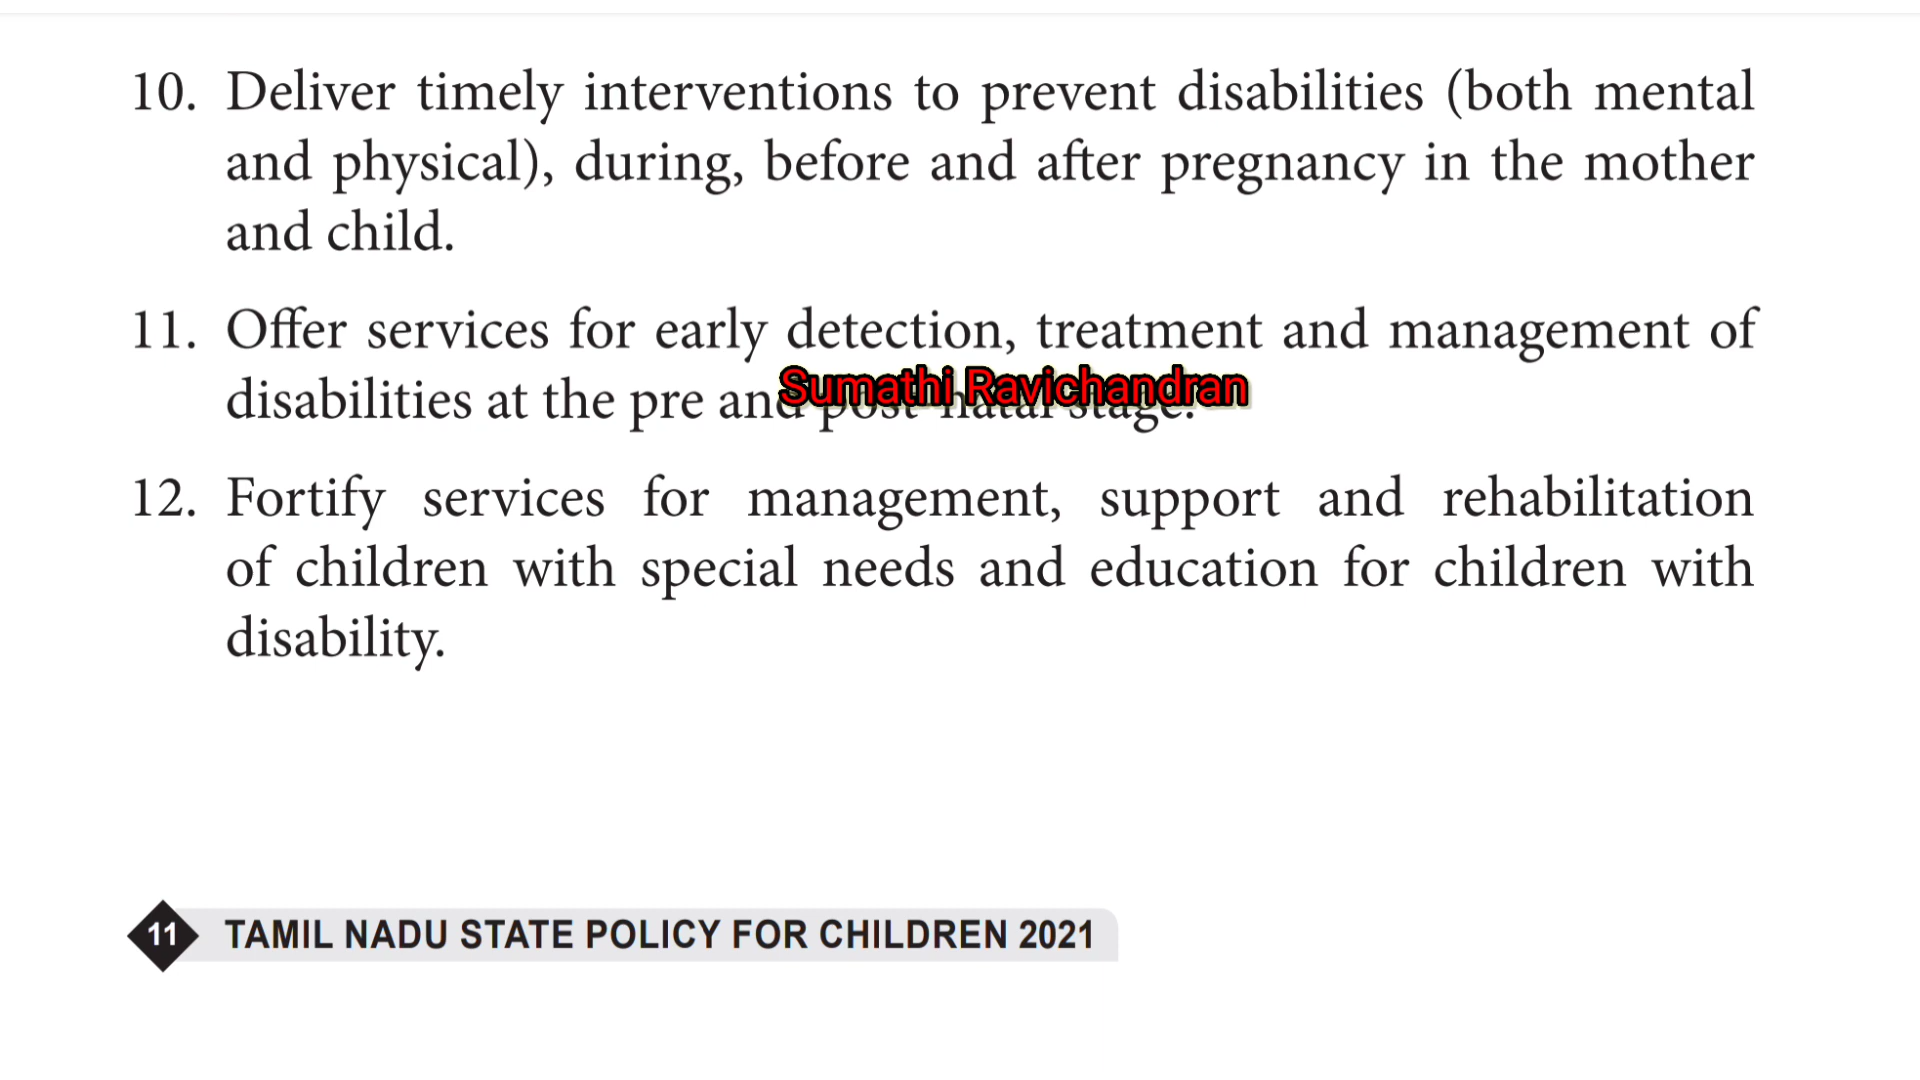 10. Deliver timely interventions to prevent disabilities (both mental
and physical), during, before and after pregnancy in the mother
and child.
11. Offer services for early detection, treatment and management of
disabilities at the pre and post-natal stage.
Sumathi Ravichandran
12. Fortify services for management, support and rehabilitation
of children with special needs and education for children with
disability.
11 TAMIL NADU STATE POLICY FOR CHILDREN 2021